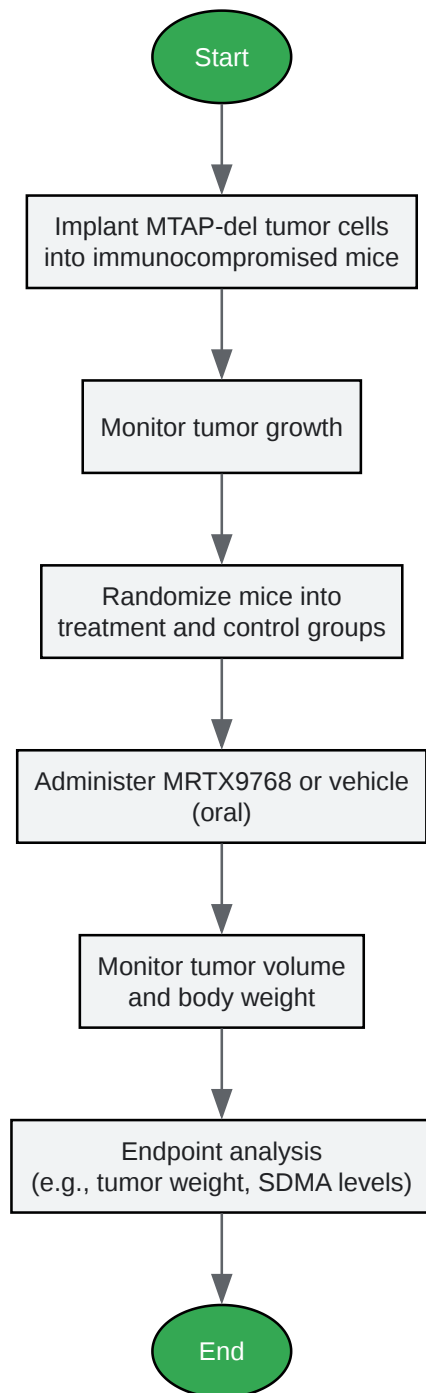 Start
Implant MTAP-del tumor cells
into immunocompromised mice
Monitor tumor growth
Randomize mice into
treatment and control groups
Administer MRTX9768 or vehicle
(oral)
Monitor tumor volume
and body weight
Endpoint analysis
(e.g., tumor weight, SDMA levels)
End